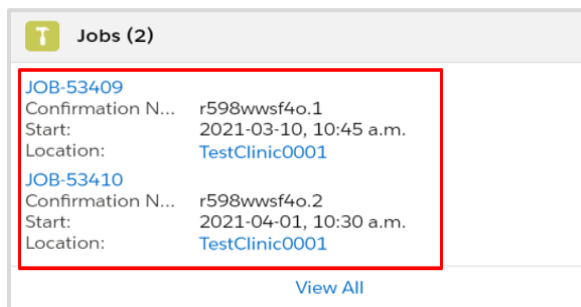 Jobs (2)
JOB-53409
Confirmation N... r598wwsf4o.1
Start: 2021-03-10, 10:45 a.m.
Location: TestClinic0001
JOB-53410
Confirmation N... r598wwsf4o.2
Start: 2021-04-01, 10:30 a.m.
Location: TestClinic0001
View All